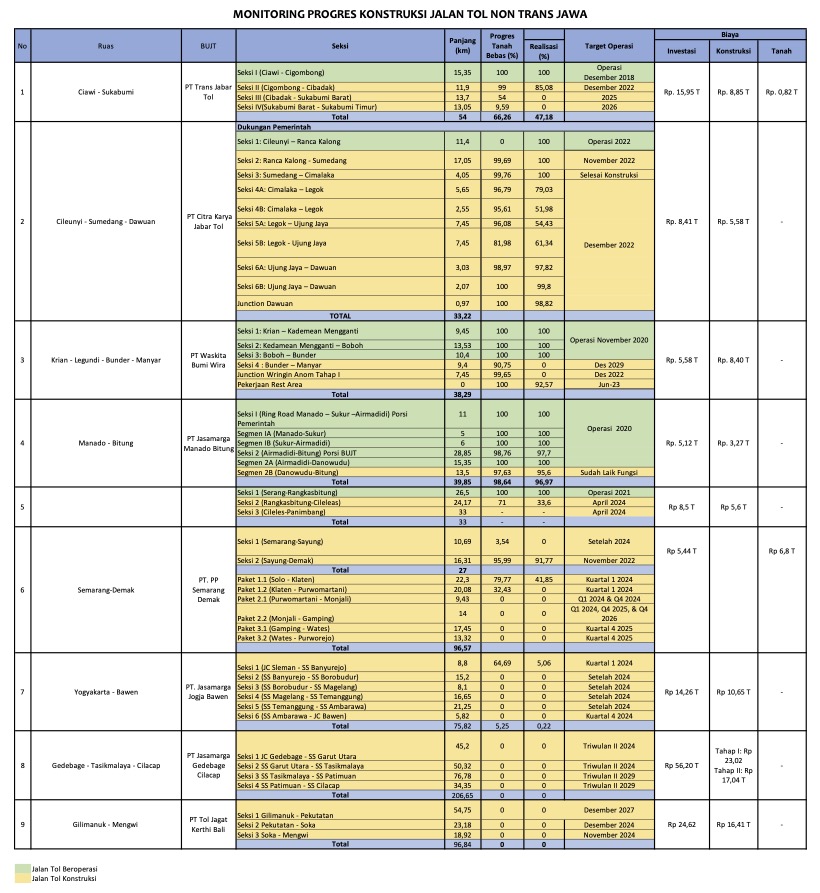 MONITORING PROGRES KONSTRUKSI JALAN TOL NON TRANS JAWA
No | Ruas | BUJT | Seksi | Panjang (km) | Progres Tanah Bebas (%) | Realisasi (%) | Target Operasi | Biaya
Investasi | Konstruksi | Tanah
1 | Ciawi - Sukabumi | PT Trans Jabar Tol | Rp. 15,95 T | Rp. 8,85 T | Rp. 0,82 T
Seksi I (Ciawi - Cigombong) | 15,35 | 100 | 100 | Operasi Desember 2018
Seksi II (Cigombong - Cibadak) | 11,9 | 99 | 85,08 | Desember 2022
Seksi III (Cibadak - Sukabumi Barat) | 13,7 | 54 | 0 | 2025
Seksi IV(Sukabumi Barat - Sukabumi Timur) | 13,05 | 9,59 | 0 | 2026
Total | 54 | 66,26 | 47,18
2 | Cileunyi - Sumedang - Dawuan | PT Citra Karya Jabar Tol | Rp. 8,41 T | Rp. 5,58 T | -
Dukungan Pemerintah
Seksi 1: Cileunyi – Ranca Kalong | 11,4 | 0 | 100 | Operasi 2022
Seksi 2: Ranca Kalong - Sumedang | 17,05 | 99,69 | 100 | November 2022
Seksi 3: Sumedang – Cimalaka | 4,05 | 99,76 | 100 | Selesai Konstruksi
Seksi 4A: Cimalaka – Legok | 5,65 | 96,79 | 79,03 | Desember 2022
Seksi 4B: Cimalaka – Legok | 2,55 | 95,61 | 51,98
Seksi 5A: Legok – Ujung Jaya | 7,45 | 96,08 | 54,43
Seksi 5B: Legok - Ujung Jaya | 7,45 | 81,98 | 61,34
Seksi 6A: Ujung Jaya – Dawuan | 3,03 | 98,97 | 97,82
Seksi 6B: Ujung Jaya – Dawuan | 2,07 | 100 | 99,8
Junction Dawuan | 0,97 | 100 | 98,82
TOTAL | 33,22
3 | Krian - Legundi - Bunder - Manyar | PT Waskita Bumi Wira | Rp. 5,58 T | Rp. 8,40 T | -
Seksi 1: Krian – Kademean Mengganti | 9,45 | 100 | 100 | Operasi November 2020
Seksi 2: Kedamean Mengganti – Boboh | 13,53 | 100 | 100
Seksi 3: Boboh – Bunder | 10,4 | 100 | 100
Seksi 4 : Bunder – Manyar | 9,4 | 90,75 | 0 | Des 2029
Junction Wringin Anom Tahap I | 7,45 | 99,65 | 0 | Des 2022
Pekerjaan Rest Area | 0 | 100 | 92,57 | Jun-23
Total | 38,29
4 | Manado - Bitung | PT Jasamarga Manado Bitung | Rp. 5,12 T | Rp. 3,27 T | -
Seksi I (Ring Road Manado – Sukur –Airmadidi) Porsi Pemerintah | 11 | 100 | 100 | Operasi 2020
Segmen IA (Manado-Sukur) | 5 | 100 | 100
Segmen IB (Sukur-Airmadidi) | 6 | 100 | 100
Seksi 2 (Airmadidi-Bitung) Porsi BUJT | 28,85 | 98,76 | 97,7
Segmen 2A (Airmadidi-Danowudu) | 15,35 | 100 | 100
Segmen 2B (Danowudu-Bitung) | 13,5 | 97,63 | 95,6 | Sudah Laik Fungsi
Total | 39,85 | 98,64 | 96,97
5 | Rp 8,5 T | Rp 5,6 T | -
Seksi 1 (Serang-Rangkasbitung) | 26,5 | 100 | 100 | Operasi 2021
Seksi 2 (Rangkasbitung-Cileleas) | 24,17 | 71 | 33,6 | April 2024
Seksi 3 (Cileles-Panimbang) | 33 | - | - | April 2024
Total | 33 | - | -
6 | Semarang-Demak | PT. PP Semarang Demak | Rp 5,44 T | Rp 6,8 T
Seksi 1 (Semarang-Sayung) | 10,69 | 3,54 | 0 | Setelah 2024
Seksi 2 (Sayung-Demak) | 16,31 | 95,99 | 91,77 | November 2022
Total | 27
Paket 1.1 (Solo - Klaten) | 22,3 | 79,77 | 41,85 | Kuartal 1 2024
Paket 1.2 (Klaten - Purwomartani) | 20,08 | 32,43 | 0 | Kuartal 1 2024
Paket 2.1 (Purwomartani - Monjali) | 9,43 | 0 | 0 | Q1 2024 & Q4 2024
Paket 2.2 (Monjali - Gamping) | 14 | 0 | 0 | Q1 2024, Q4 2025, & Q4 2026
Paket 3.1 (Gamping - Wates) | 17,45 | 0 | 0 | Kuartal 4 2025
Paket 3.2 (Wates - Purworejo) | 13,32 | 0 | 0 | Kuartal 4 2025
Total | 96,57
7 | Yogyakarta - Bawen | PT. Jasamarga Jogja Bawen | Rp 14,26 T | Rp 10,65 T | -
Seksi 1 (JC Sleman - SS Banyurejo) | 8,8 | 64,69 | 5,06 | Kuartal 1 2024
Seksi 2 (SS Banyurejo - SS Borobudur) | 15,2 | 0 | 0 | Setelah 2024
Seksi 3 (SS Borobudur - SS Magelang) | 8,1 | 0 | 0 | Setelah 2024
Seksi 4 (SS Magelang - SS Temanggung) | 16,65 | 0 | 0 | Setelah 2024
Seksi 5 (SS Temanggung - SS Ambarawa) | 21,25 | 0 | 0 | Setelah 2024
Seksi 6 (SS Ambarawa - JC Bawen) | 5,82 | 0 | 0 | Kuartal 4 2024
Total | 75,82 | 5,25 | 0,22
8 | Gedebage - Tasikmalaya - Cilacap | PT Jasamarga Gedebage Cilacap | Rp 56,20 T | Tahap I: Rp 23,02 Tahap II: Rp 17,04 T | -
Seksi 1 JC Gedebage - SS Garut Utara | 45,2 | 0 | 0 | Triwulan II 2024
Seksi 2 SS Garut Utara - SS Tasikmalaya | 50,32 | 0 | 0 | Triwulan II 2024
Seksi 3 SS Tasikmalaya - SS Patimuan | 76,78 | 0 | 0 | Triwulan II 2029
Seksi 4 SS Patimuan - SS Cilacap | 34,35 | 0 | 0 | Triwulan II 2029
Total | 206,65 | 0 | 0
9 | Gilimanuk - Mengwi | PT Tol Jagat Kerthi Bali | Rp 24,62 | Rp 16,41 T | -
Seksi 1 Gilimanuk - Pekutatan | 54,75 | 0 | 0 | Desember 2027
Seksi 2 Pekutatan - Soka | 23,18 | 0 | 0 | Desember 2024
Seksi 3 Soka - Mengwi | 18,92 | 0 | 0 | November 2024
Total | 96,84 | 0 | 0
Jalan Tol Beroperasi
Jalan Tol Konstruksi